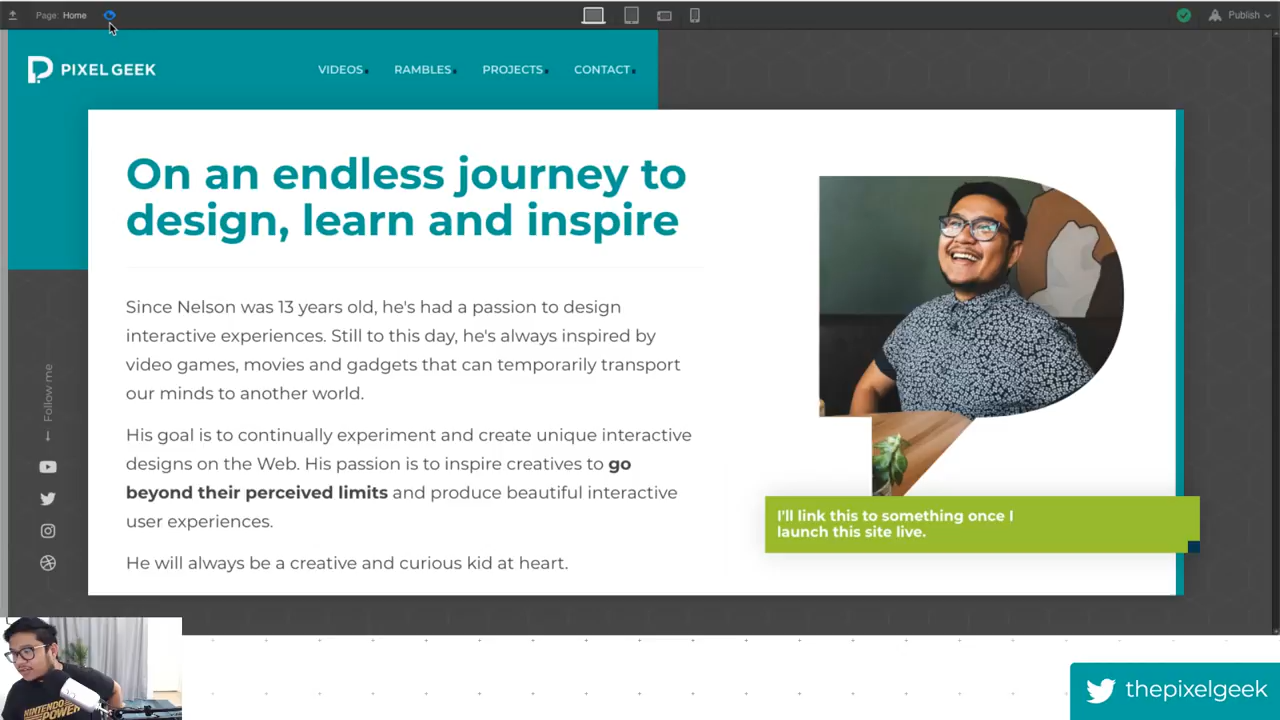 Page: Home
Publish
PIXEL GEEK
VIDEOS
RAMBLES
PROJECTS
CONTACT
On an endless journey to
design, learn and inspire
Since Nelson was 13 years old, he's had a passion to design
interactive experiences. Still to this day, he's always inspired by
video games, movies and gadgets that can temporarily transport
our minds to another world.
His goal is to continually experiment and create unique interactive
designs on the Web. His passion is to inspire creatives to go
beyond their perceived limits and produce beautiful interactive
user experiences.
He will always be a creative and curious kid at heart.
Follow me
I'll link this to something once I
launch this site live.
NINTENDO
POWER
thepixelgeek